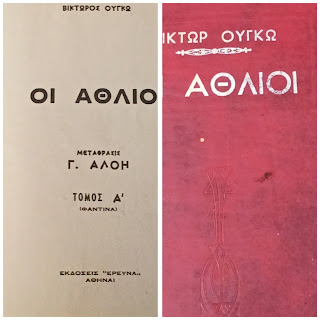 ΒΙΚΤΩΡΟΣ ΟΥΓΚΩ
ΟΙ ΑΘΛΙΟ
ΜΕΤΑΦΡΑΣΙΣ
Γ. ΑΛΟΗ
ΤΟΜΟΣ Α'
(ΦΑΝΤΙΝΑ)
ΕΚΔΟΣΕΙΣ "ΕΡΕΥΝΑ„
ΑΘΗΝΑΙ
ΙΚΤΩΡ ΟΥΓΚΩ
ΑΘΛΙΟΙ